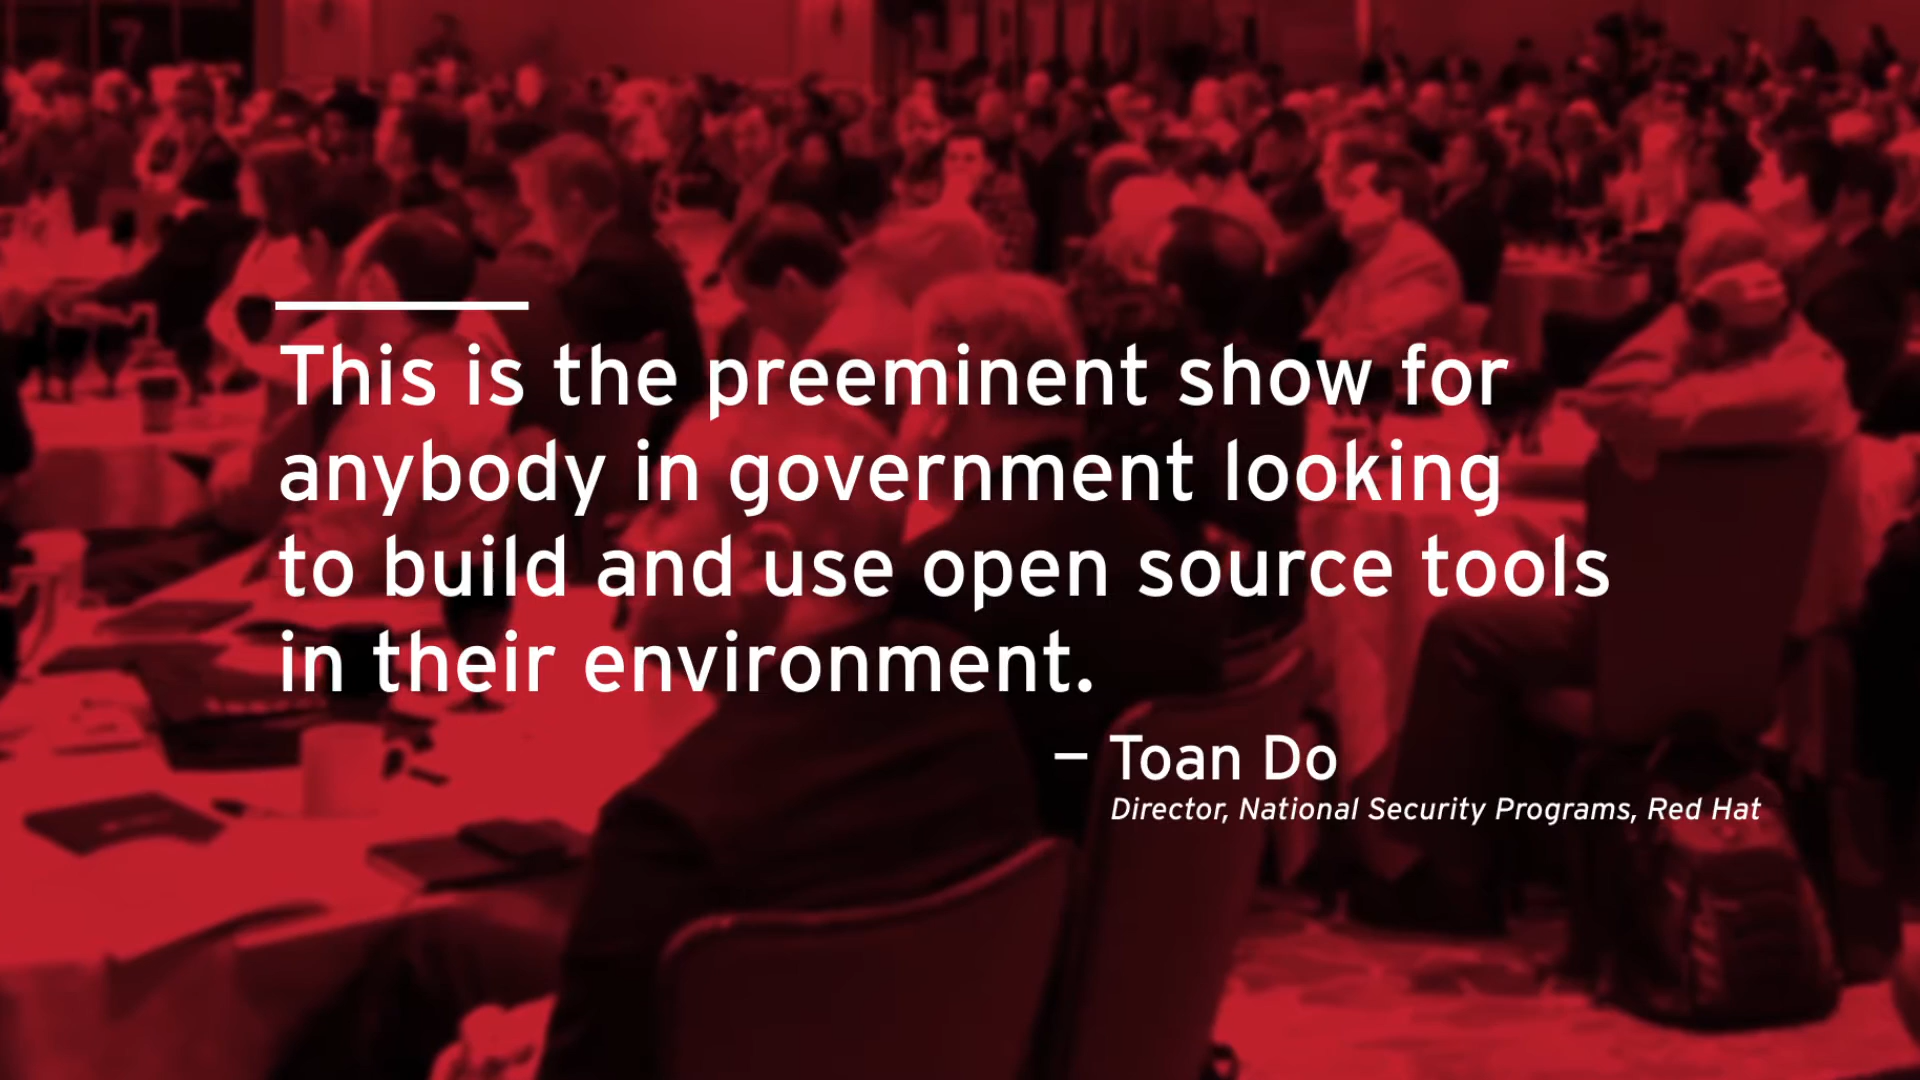 This is the preeminent show for
anybody in government looking
to build and use open source tools
in their environment.
– Toan Do
Director, National Security Programs, Red Hat